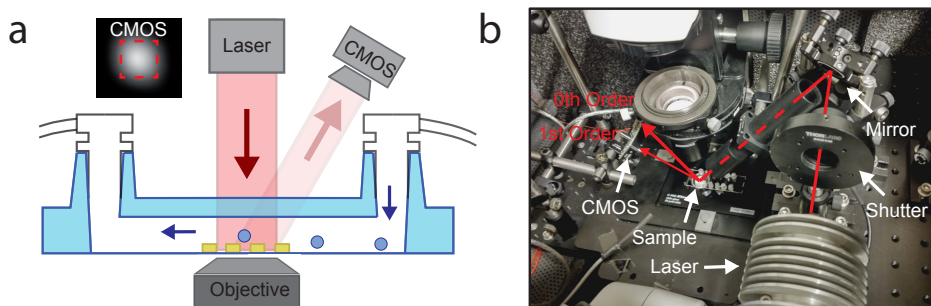 a
CMOS
Laser
CMOS
Objective
b
0th Order
1st Order
THORLABS
Mirror
Shutter
CMOS
Sample
Laser